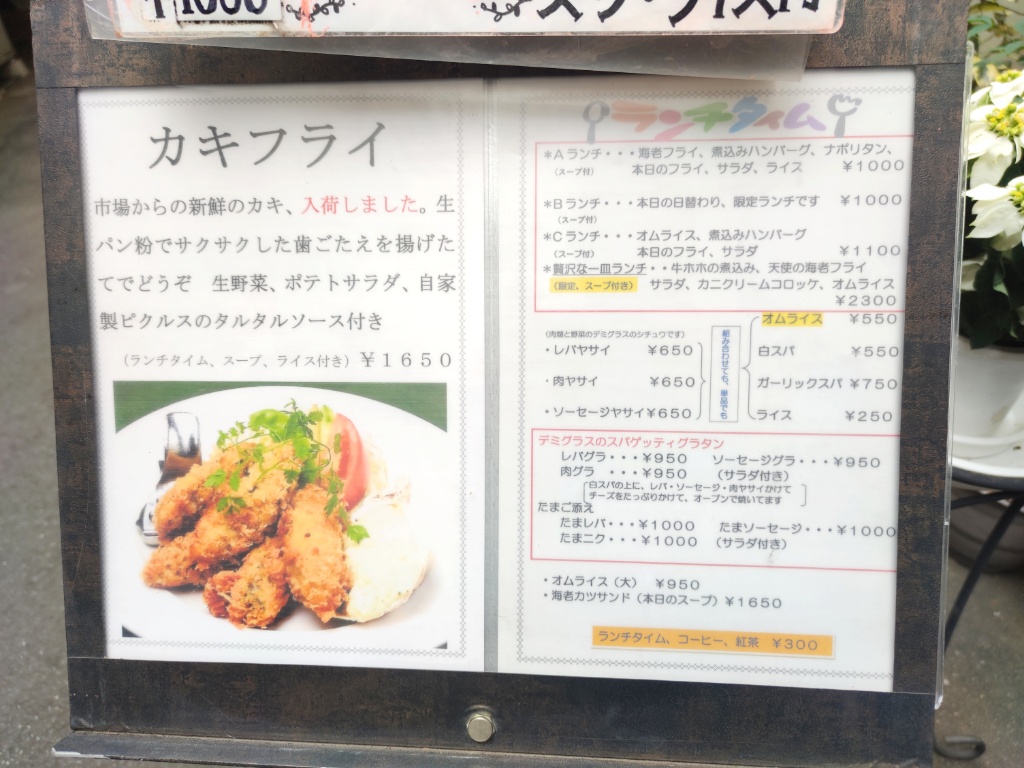 ¥1000
カキフライ
市場からの新鮮のカキ、入荷しました。生
パン粉でサクサクした歯ごたえを揚げた
てでどうぞ　生野菜、ポテトサラダ、自家
製ピクルスのタルタルソース付き
（ランチタイム、スープ、ライス付き）￥１６５０
ランチタイム
＊Ａランチ・・・海老フライ、煮込みハンバーグ、ナポリタン、
（スープ付）　本日のフライ、サラダ、ライス　￥１０００
＊Ｂランチ・・・本日の日替わり、限定ランチです　￥１０００
（スープ付）
＊Ｃランチ・・・オムライス、煮込みハンバーグ
（スープ付）　本日のフライ、サラダ　￥１１００
＊贅沢な一皿ランチ・・牛ホホの煮込み、天使の海老フライ
（限定、スープ付き）　サラダ、カニクリームコロッケ、オムライス
￥２３００
（肉類と野菜のデミグラスのシチュウです）
・レバヤサイ　￥６５０
・肉ヤサイ　￥６５０
・ソーセージヤサイ￥６５０
組み合わせても、単品でも
オムライス　￥５５０
白スパ　￥５５０
ガーリックスパ　￥７５０
ライス　￥２５０
デミグラスのスパゲッティグラタン
レバグラ・・・￥９５０　ソーセージグラ・・・￥９５０
肉グラ　・・・￥９５０　（サラダ付き）
白スパの上に、レバ・ソーセージ・肉ヤサイかけて
チーズをたっぷりかけて、オーブンで焼いてます
たまご添え
たまレバ・・・￥１０００　たまソーセージ・・・￥１０００
たまニク・・・￥１０００　（サラダ付き）
・オムライス（大）　￥９５０
・海老カツサンド（本日のスープ）￥１６５０
ランチタイム、コーヒー、紅茶　￥３００